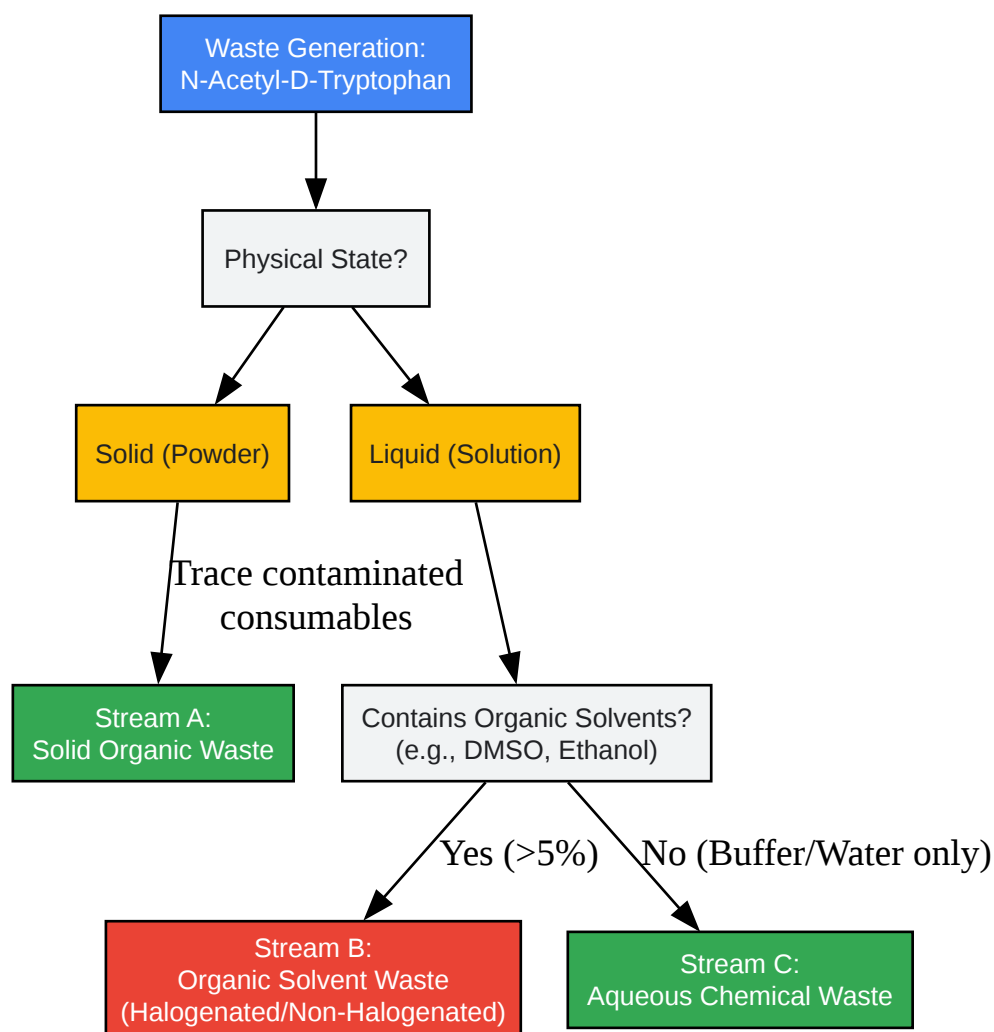 Waste Generation:
N-Acetyl-D-Tryptophan
Physical State?
Solid (Powder)
Liquid (Solution)
Trace contaminated
consumables
Stream A:
Solid Organic Waste
Contains Organic Solvents?
(e.g., DMSO, Ethanol)
Yes (>5%)
No (Buffer/Water only)
Stream B:
Organic Solvent Waste
(Halogenated/Non-Halogenated)
Stream C:
Aqueous Chemical Waste